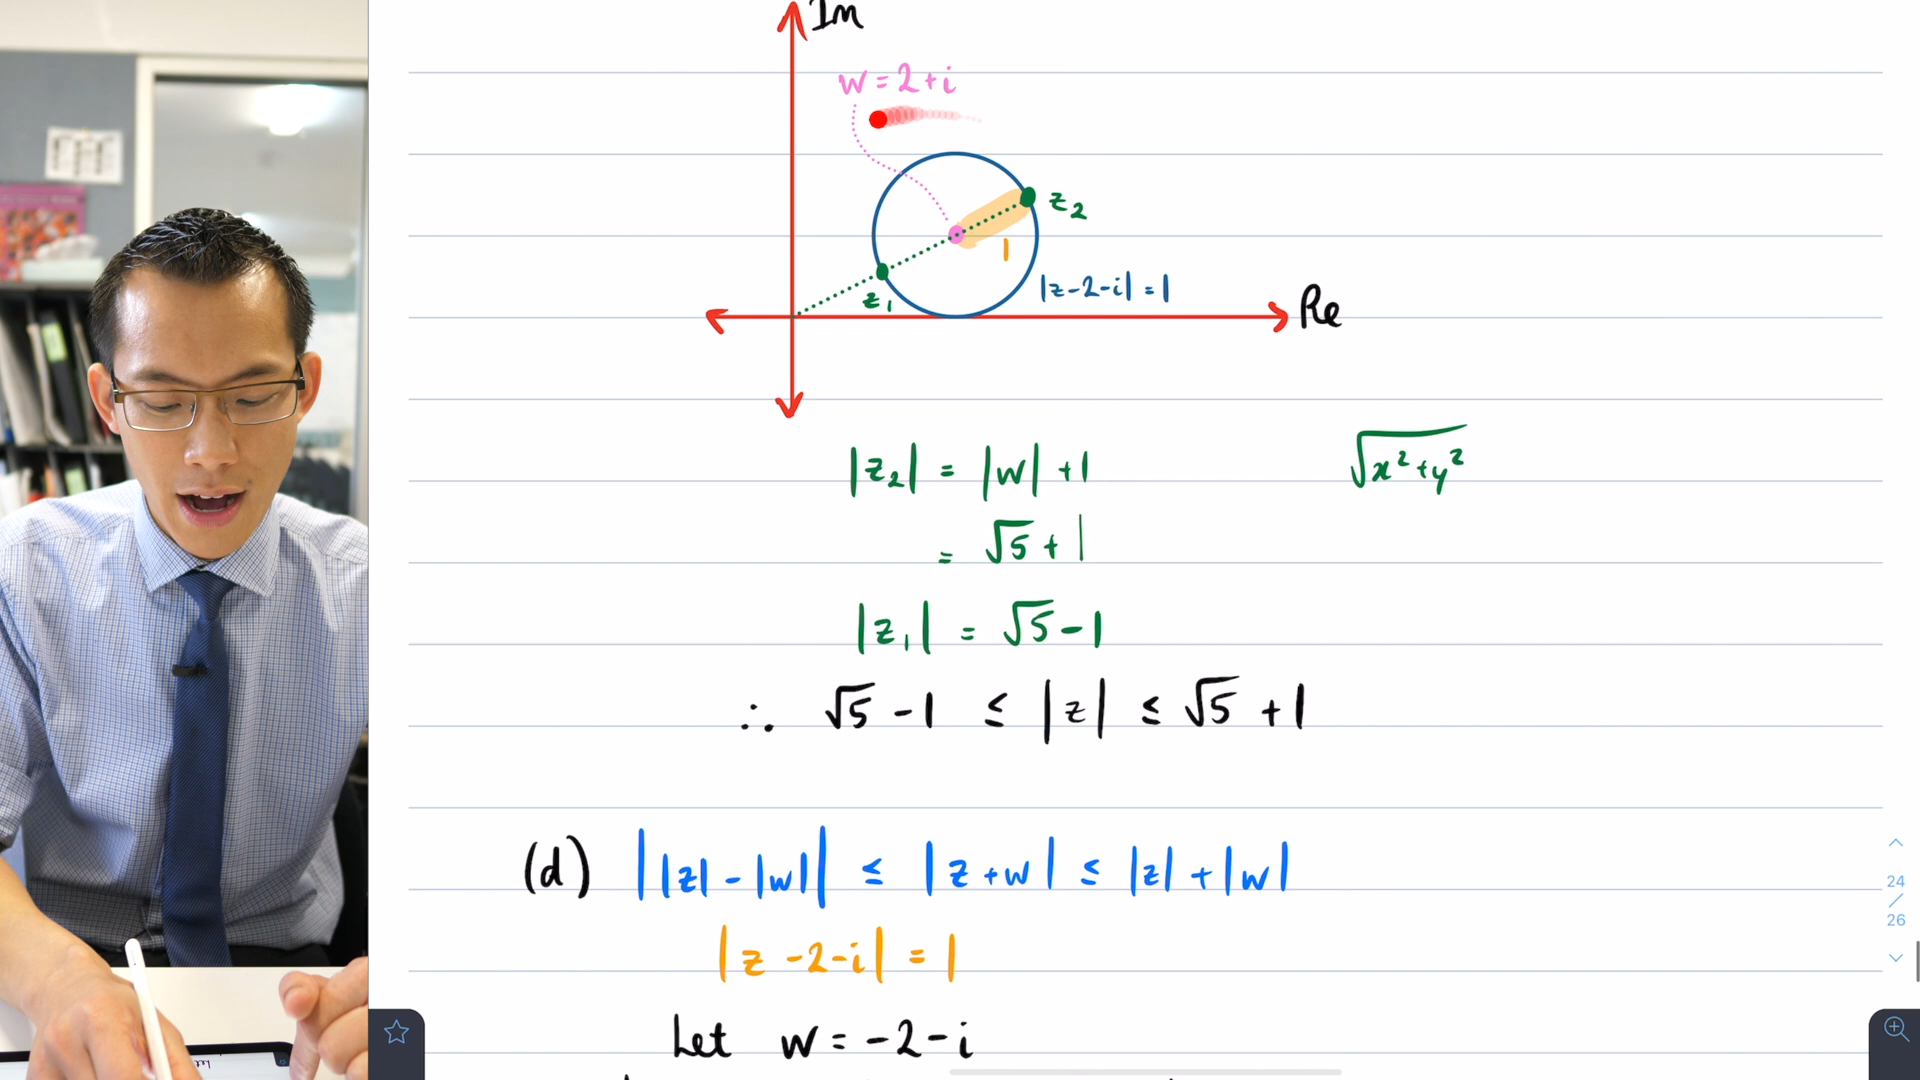 Im
w = 2 + i
z₂
1
z₁
|z-2-i| = 1
Re
|z₂| = |w| + 1
√x² + y²
= √5 + 1
|z₁| = √5 - 1
∴ √5 - 1 ≤ |z| ≤ √5 + 1
(d) ||z| - |w|| ≤ |z + w| ≤ |z| + |w|
24
/
26
|z - 2 - i| = 1
Let w = -2 - i